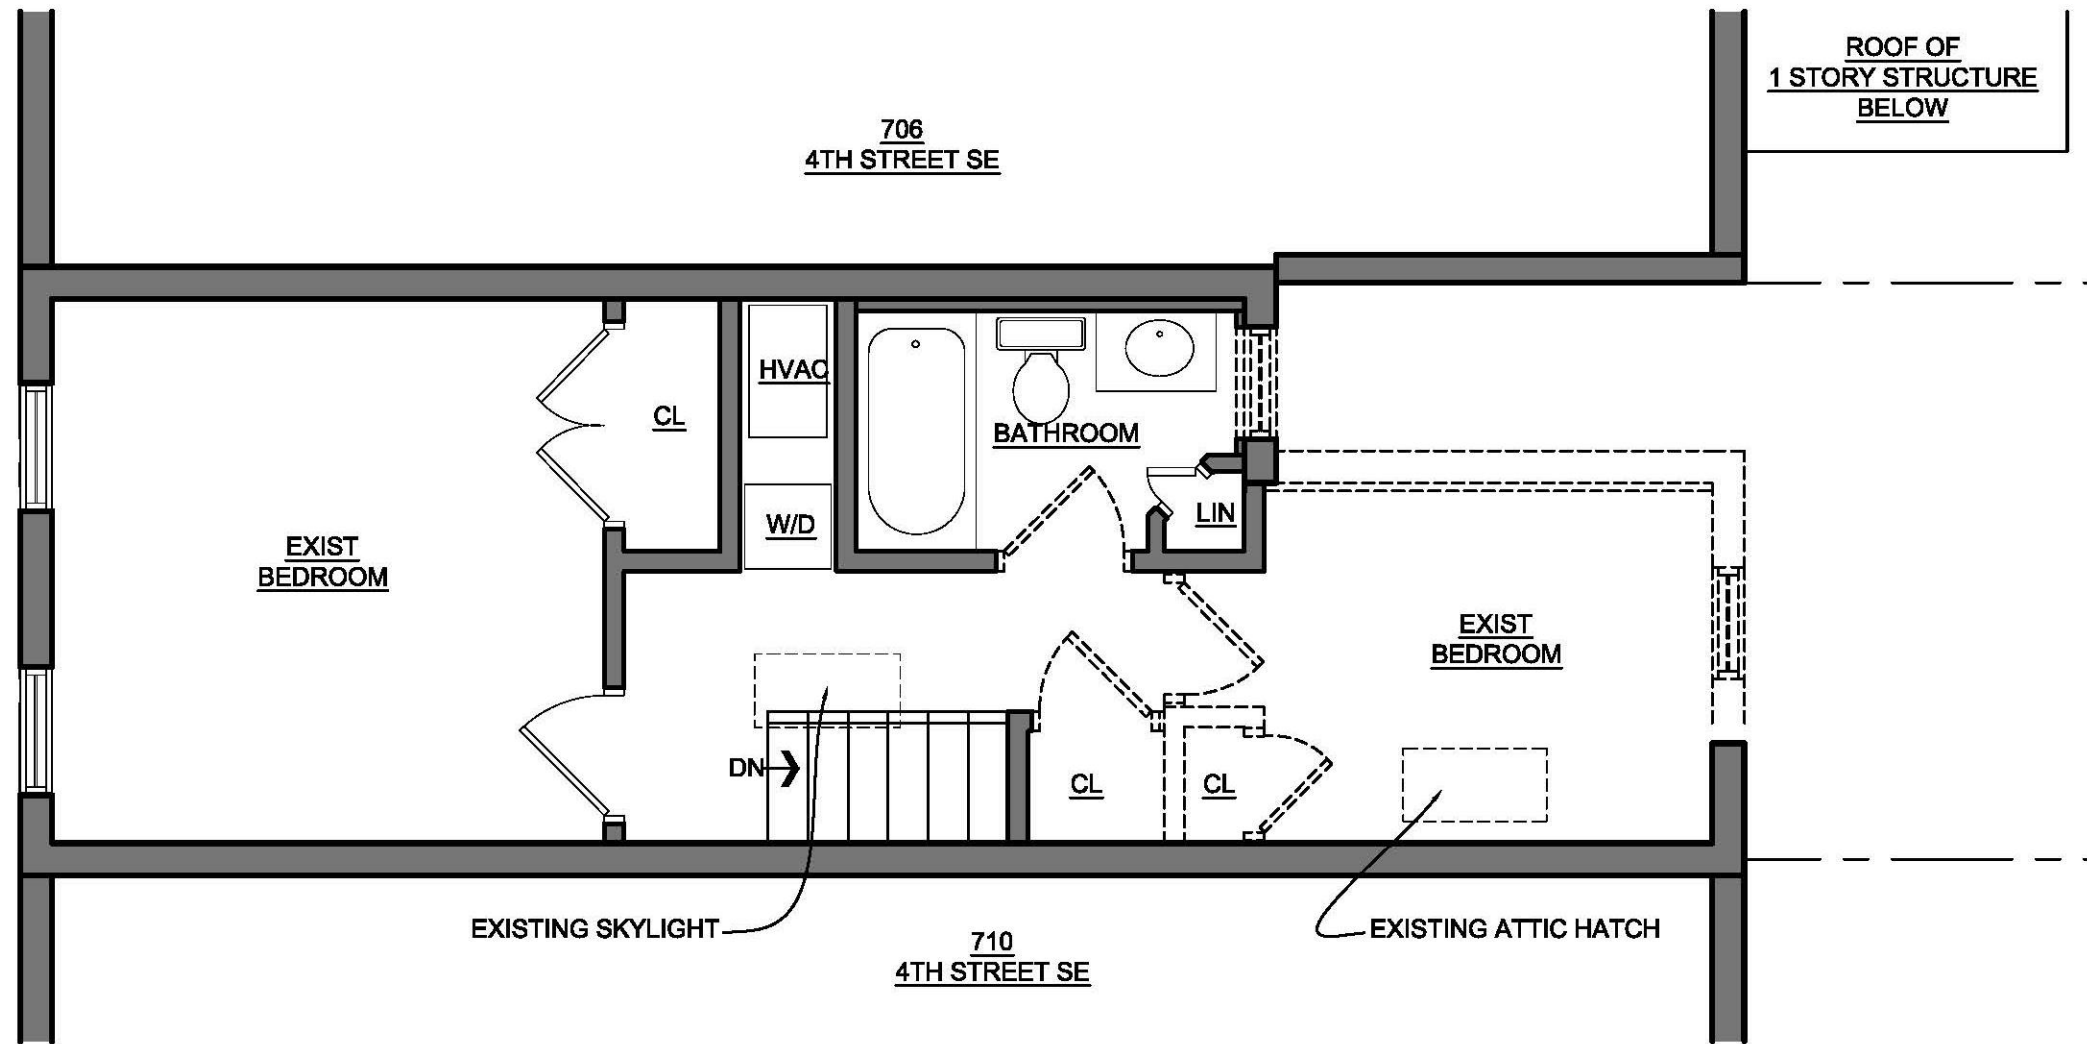 ROOF OF
1 STORY STRUCTURE
BELOW
706
4TH STREET SE
HVAC
CL
BATHROOM
W/D
LIN
EXIST
BEDROOM
EXIST
BEDROOM
DN
CL
CL
EXISTING SKYLIGHT
EXISTING ATTIC HATCH
710
4TH STREET SE